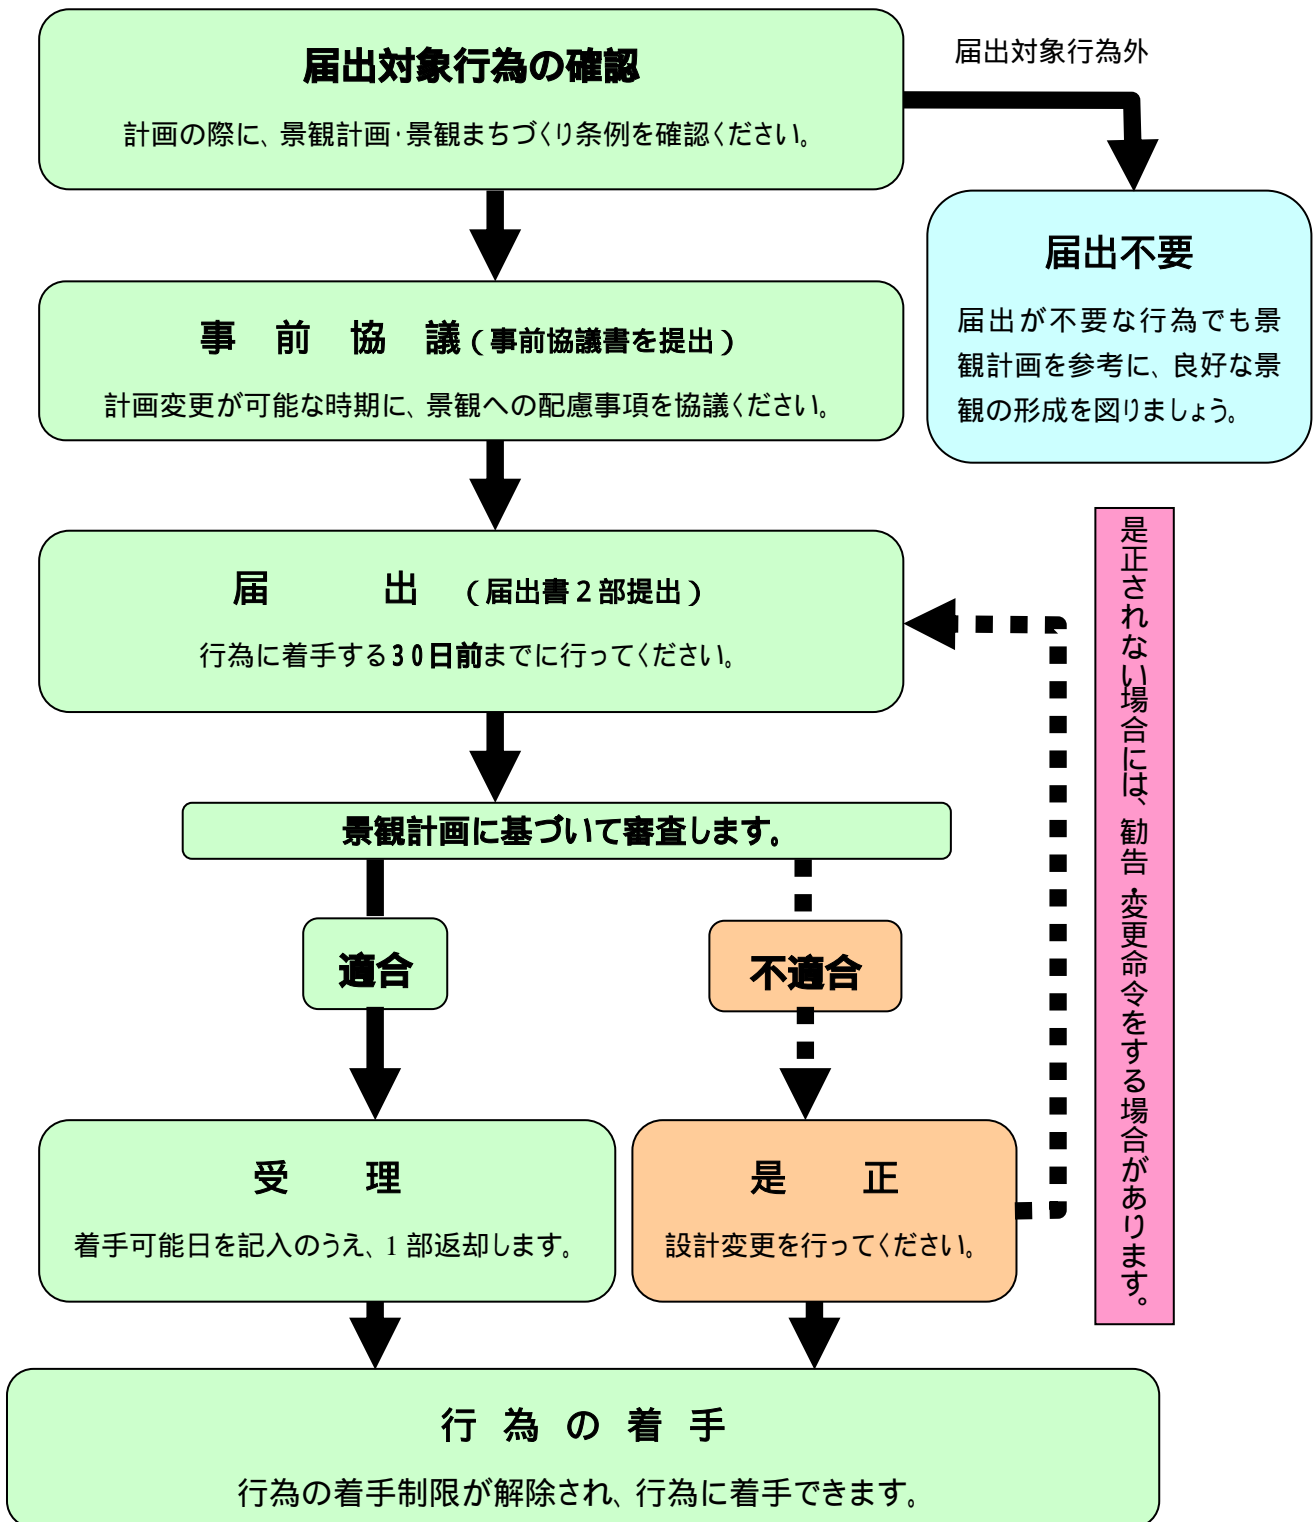 届出対象行為の確認
計画の際に、景観計画・景観まちづくり条例を確認ください。
届出対象行為外
届出不要
届出が不要な行為でも景
観計画を参考に、良好な景
観の形成を図りましょう。
事前協議（事前協議書を提出）
計画変更が可能な時期に、景観への配慮事項を協議ください。
届出（届出書２部提出）
行為に着手する３０日前までに行ってください。
是正されない場合には、勧告・変更命令をする場合があります。
景観計画に基づいて審査します。
適合
不適合
受理
着手可能日を記入のうえ、1部返却します。
是正
設計変更を行ってください。
行為の着手
行為の着手制限が解除され、行為に着手できます。